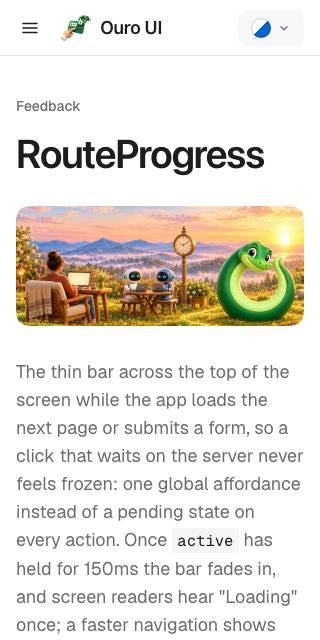 Ouro UI
Feedback
RouteProgress
The thin bar across the top of the
screen while the app loads the
next page or submits a form, so a
click that waits on the server never
feels frozen: one global affordance
instead of a pending state on
every action. Once active has
held for 150ms the bar fades in,
and screen readers hear "Loading"
once; a faster navigation shows